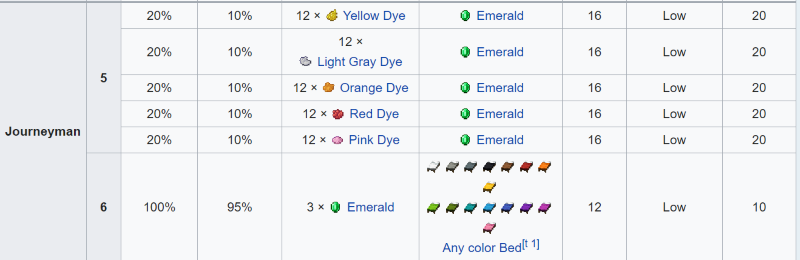 20% 10% 12 × Yellow Dye Emerald 16 Low 20
20% 10% 12 × Light Gray Dye Emerald 16 Low 20
5
20% 10% 12 × Orange Dye Emerald 16 Low 20
20% 10% 12 × Red Dye Emerald 16 Low 20
Journeyman
20% 10% 12 × Pink Dye Emerald 16 Low 20
6 100% 95% 3 × Emerald 12 Low 10
Any color Bed[t 1]